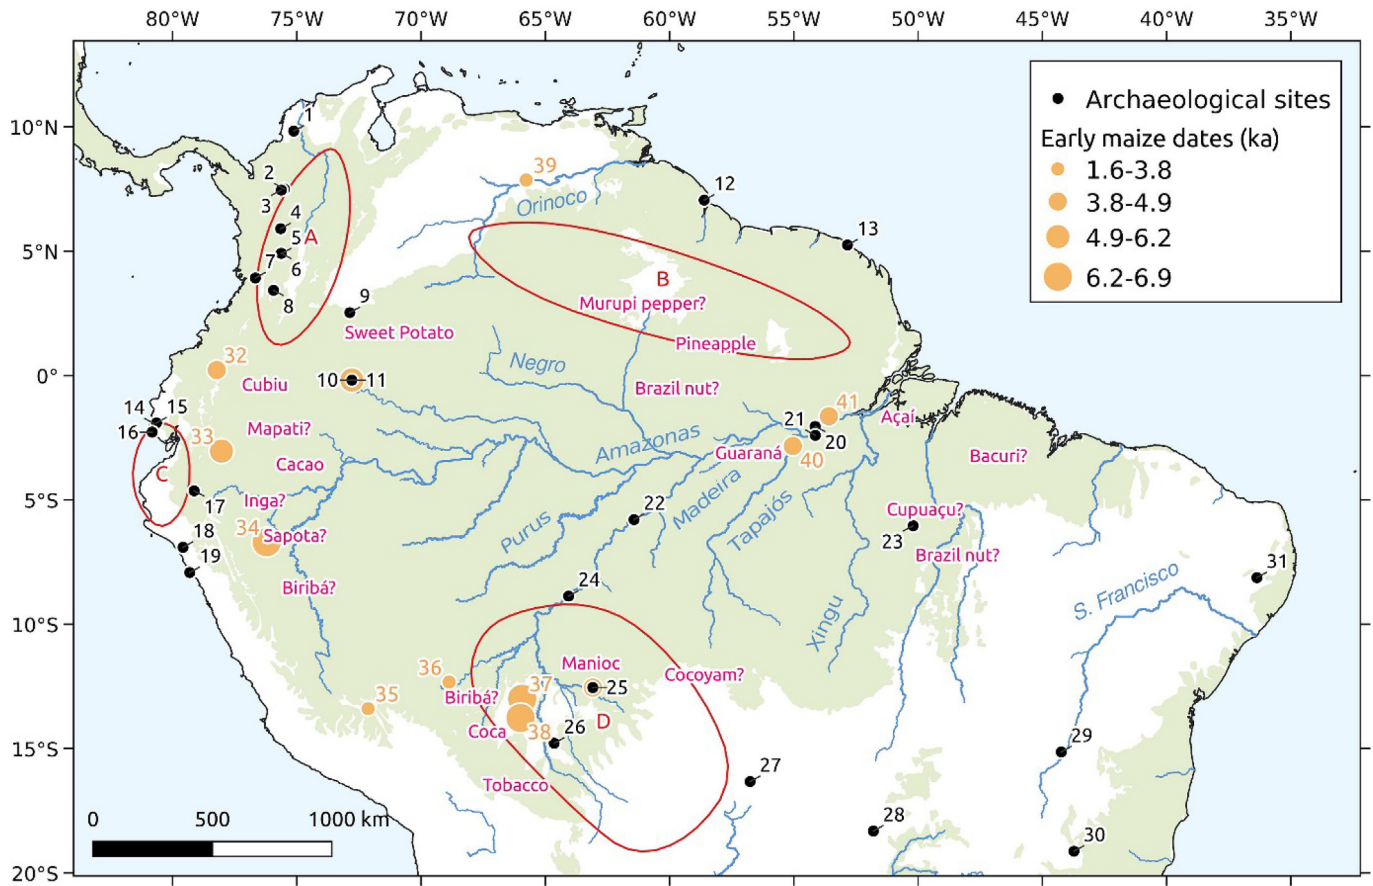 80°W 75°W 70°W 65°W 60°W 55°W 50°W 45°W 40°W 35°W
Archaeological sites
Early maize dates (ka)
1.6-3.8
3.8-4.9
4.9-6.2
6.2-6.9
10°N
5°N
0°
5°S
10°S
15°S
20°S
1
2
3
4
5
A
6
7
8
9
39
Orinoco
12
13
B
Murupi pepper?
Pineapple
Sweet Potato
32
Cubiu
10 11
Negro
Brazil nut?
14 15
16
33
Mapati?
Cacao
C
Inga?
17
34
Sapota?
18
19
Biribá?
Amazonas
Guaraná
21
20
41
40
Açaí
Bacuri?
Purus
22
Madeira
Tapajós
Cupuaçu?
23
Brazil nut?
24
Xingu
S. Francisco
31
36
35
Biribá?
37
Manioc
25
Cocoyam?
Coca
38
26
D
Tobacco
27
28
29
30
0 500 1000 km